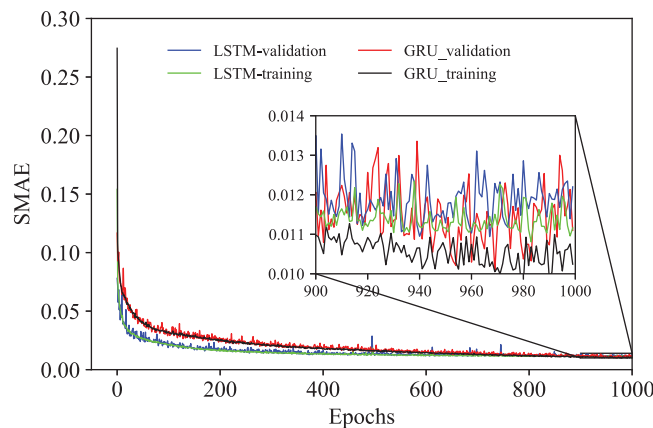 0.30
0.25
0.20
0.15
0.10
0.05
0.00
SMAE
LSTM-validation GRU_validation
LSTM-training GRU_training
0.014
0.013
0.012
0.011
0.010
900 920 940 960 980 1000
0 200 400 600 800 1000
Epochs